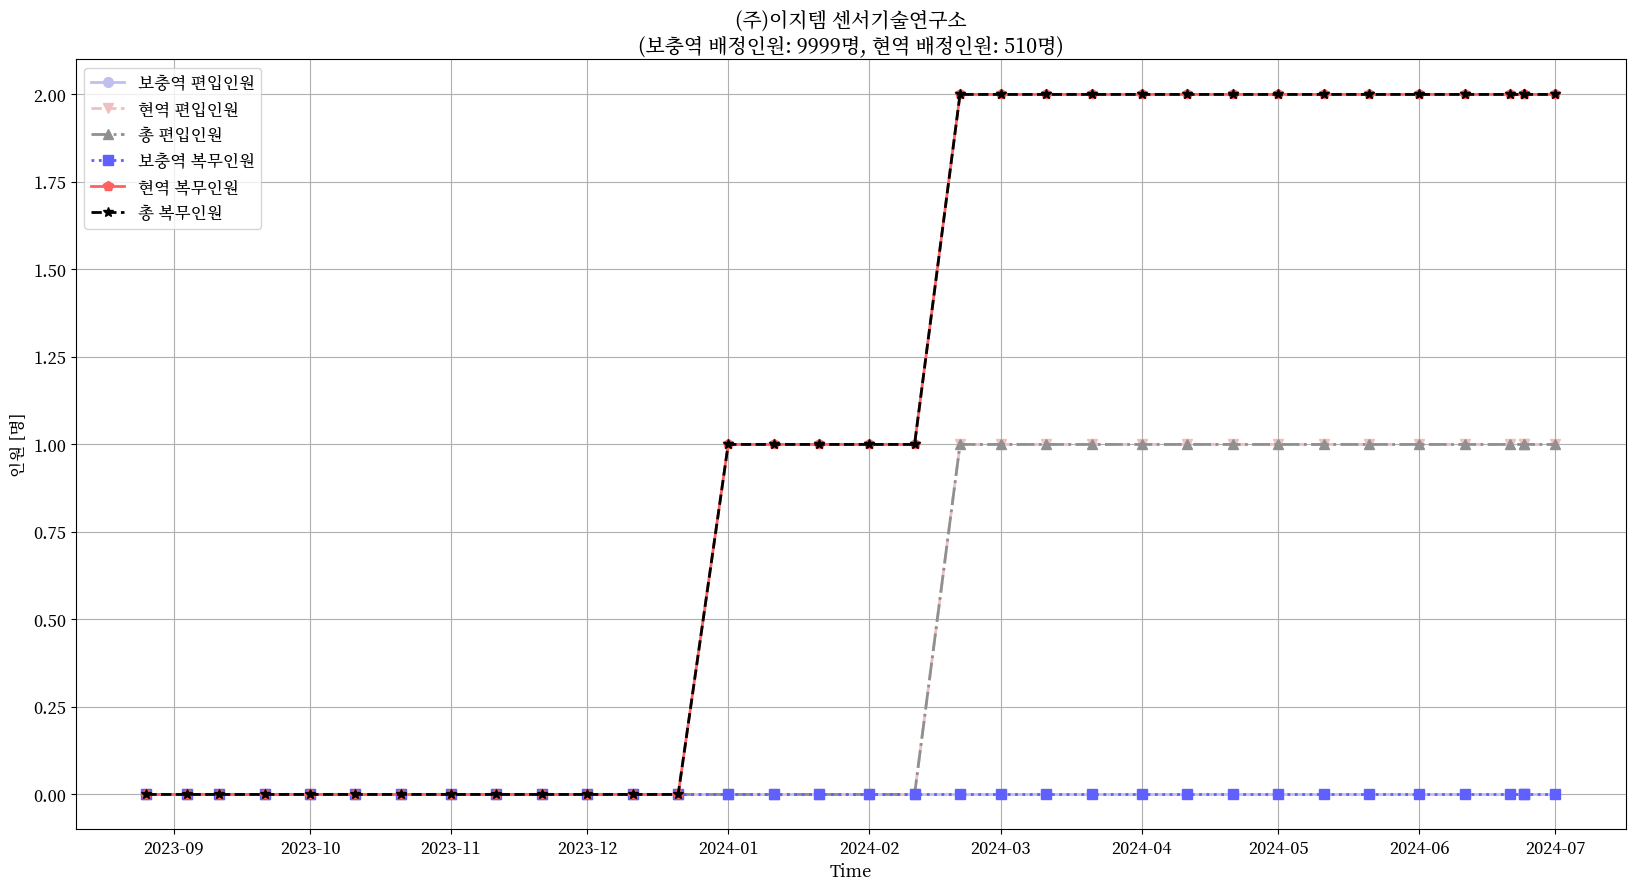 (주)이지템 센서기술연구소
(보충역 배정인원: 9999명, 현역 배정인원: 510명)
보충역 편입인원
현역 편입인원
총 편입인원
보충역 복무인원
현역 복무인원
총 복무인원
2.00
1.75
1.50
1.25
1.00
0.75
0.50
0.25
0.00
인원 [명]
2023-09 2023-10 2023-11 2023-12 2024-01 2024-02 2024-03 2024-04 2024-05 2024-06 2024-07
Time